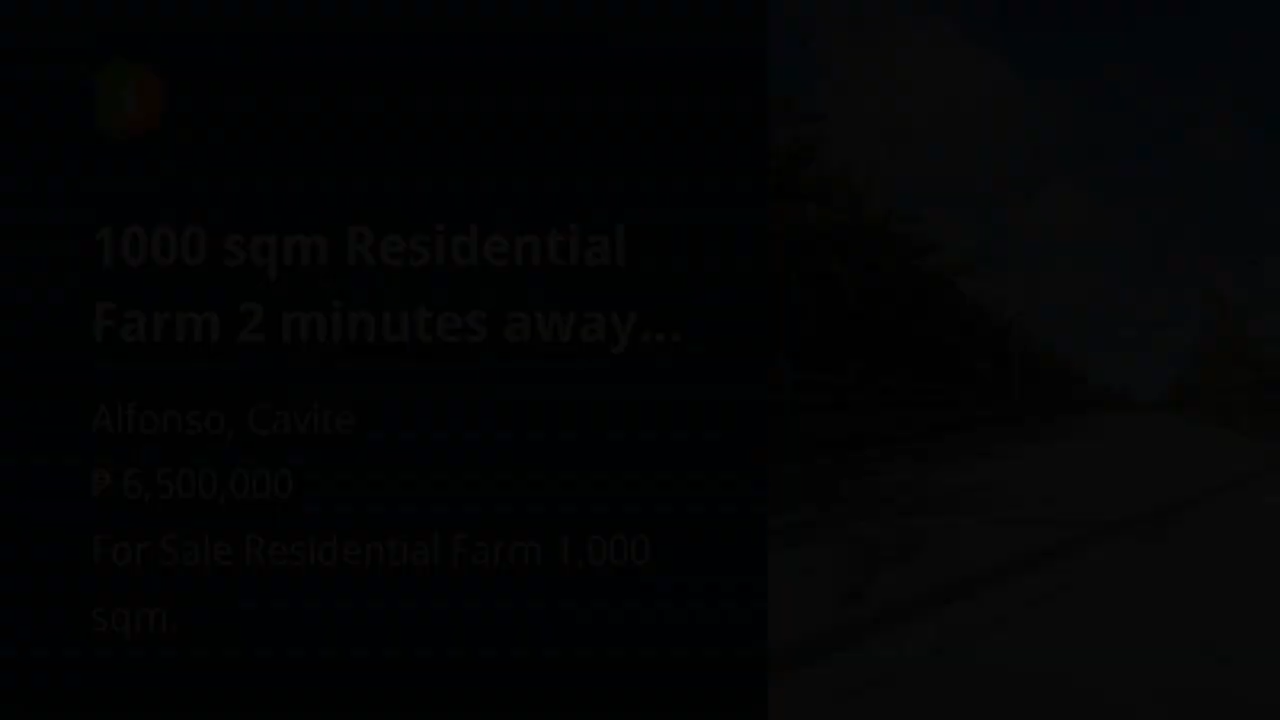 1000 sqm Residential
Farm 2 minutes away...
Alfonso, Cavite
₱ 6,500,000
For Sale Residential Farm 1,000
sqm.